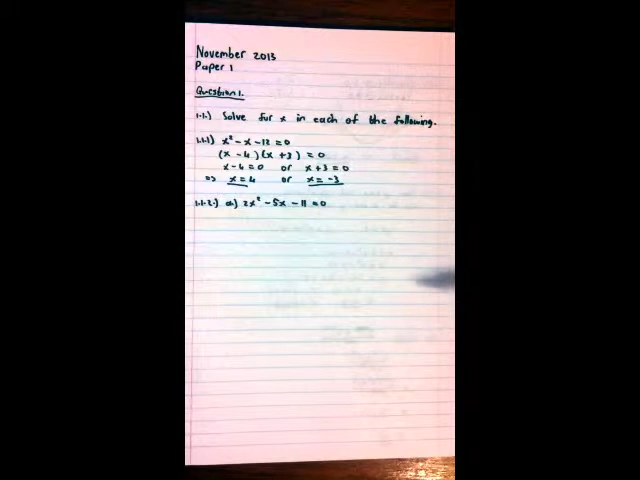 November 2013
Paper 1
Question 1.
1.1.) Solve for x in each of the following.
1.1.1) x² - x - 12 = 0
(x - 4)(x + 3) = 0
x - 4 = 0 or x + 3 = 0
=> x = 4 or x = -3
1.1.2.) a) 2x² - 5x - 11 = 0